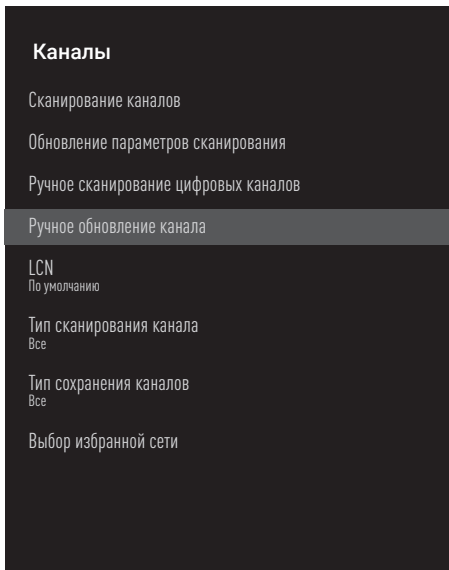 Каналы
Сканирование каналов
Обновление параметров сканирования
Ручное сканирование цифровых каналов
Ручное обновление канала
LCN
По умолчанию
Тип сканирования канала
Все
Тип сохранения каналов
Все
Выбор избранной сети